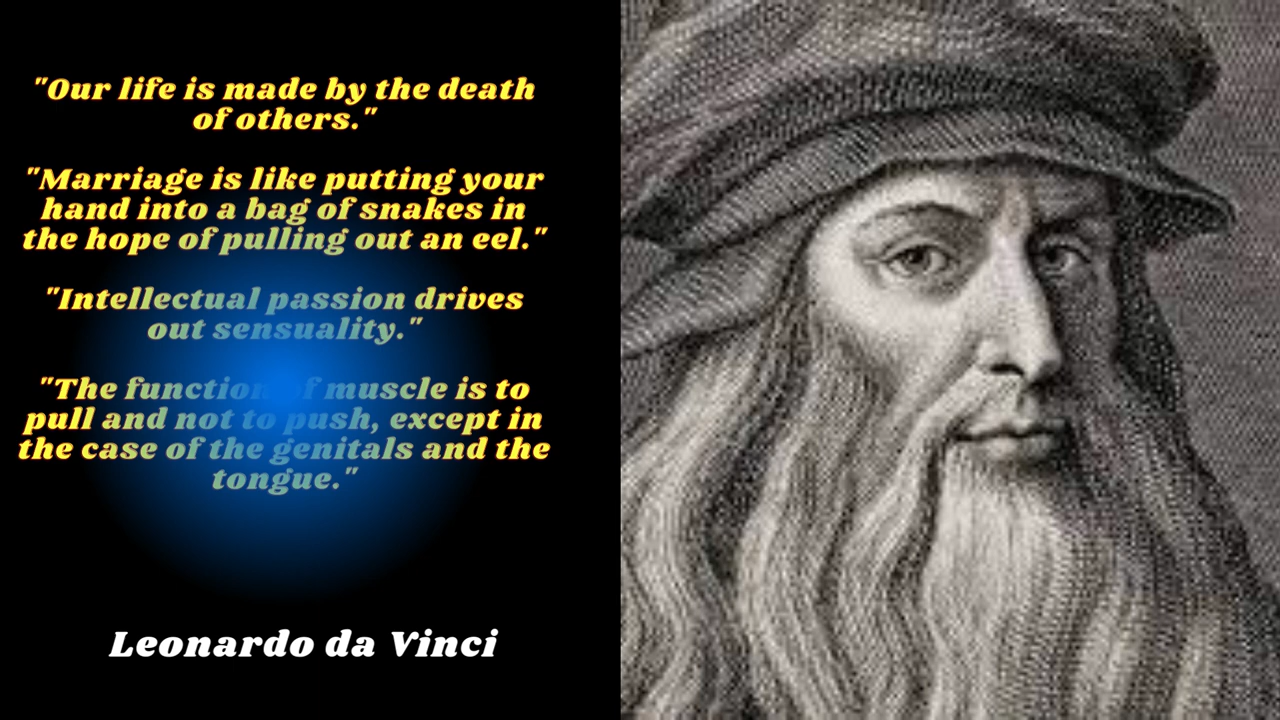 "Our life is made by the death
of others."
"Marriage is like putting your
hand into a bag of snakes in
the hope of pulling out an eel."
"Intellectual passion drives
out sensuality."
"The function of muscle is to
pull and not to push, except in
the case of the genitals and the
tongue."
Leonardo da Vinci